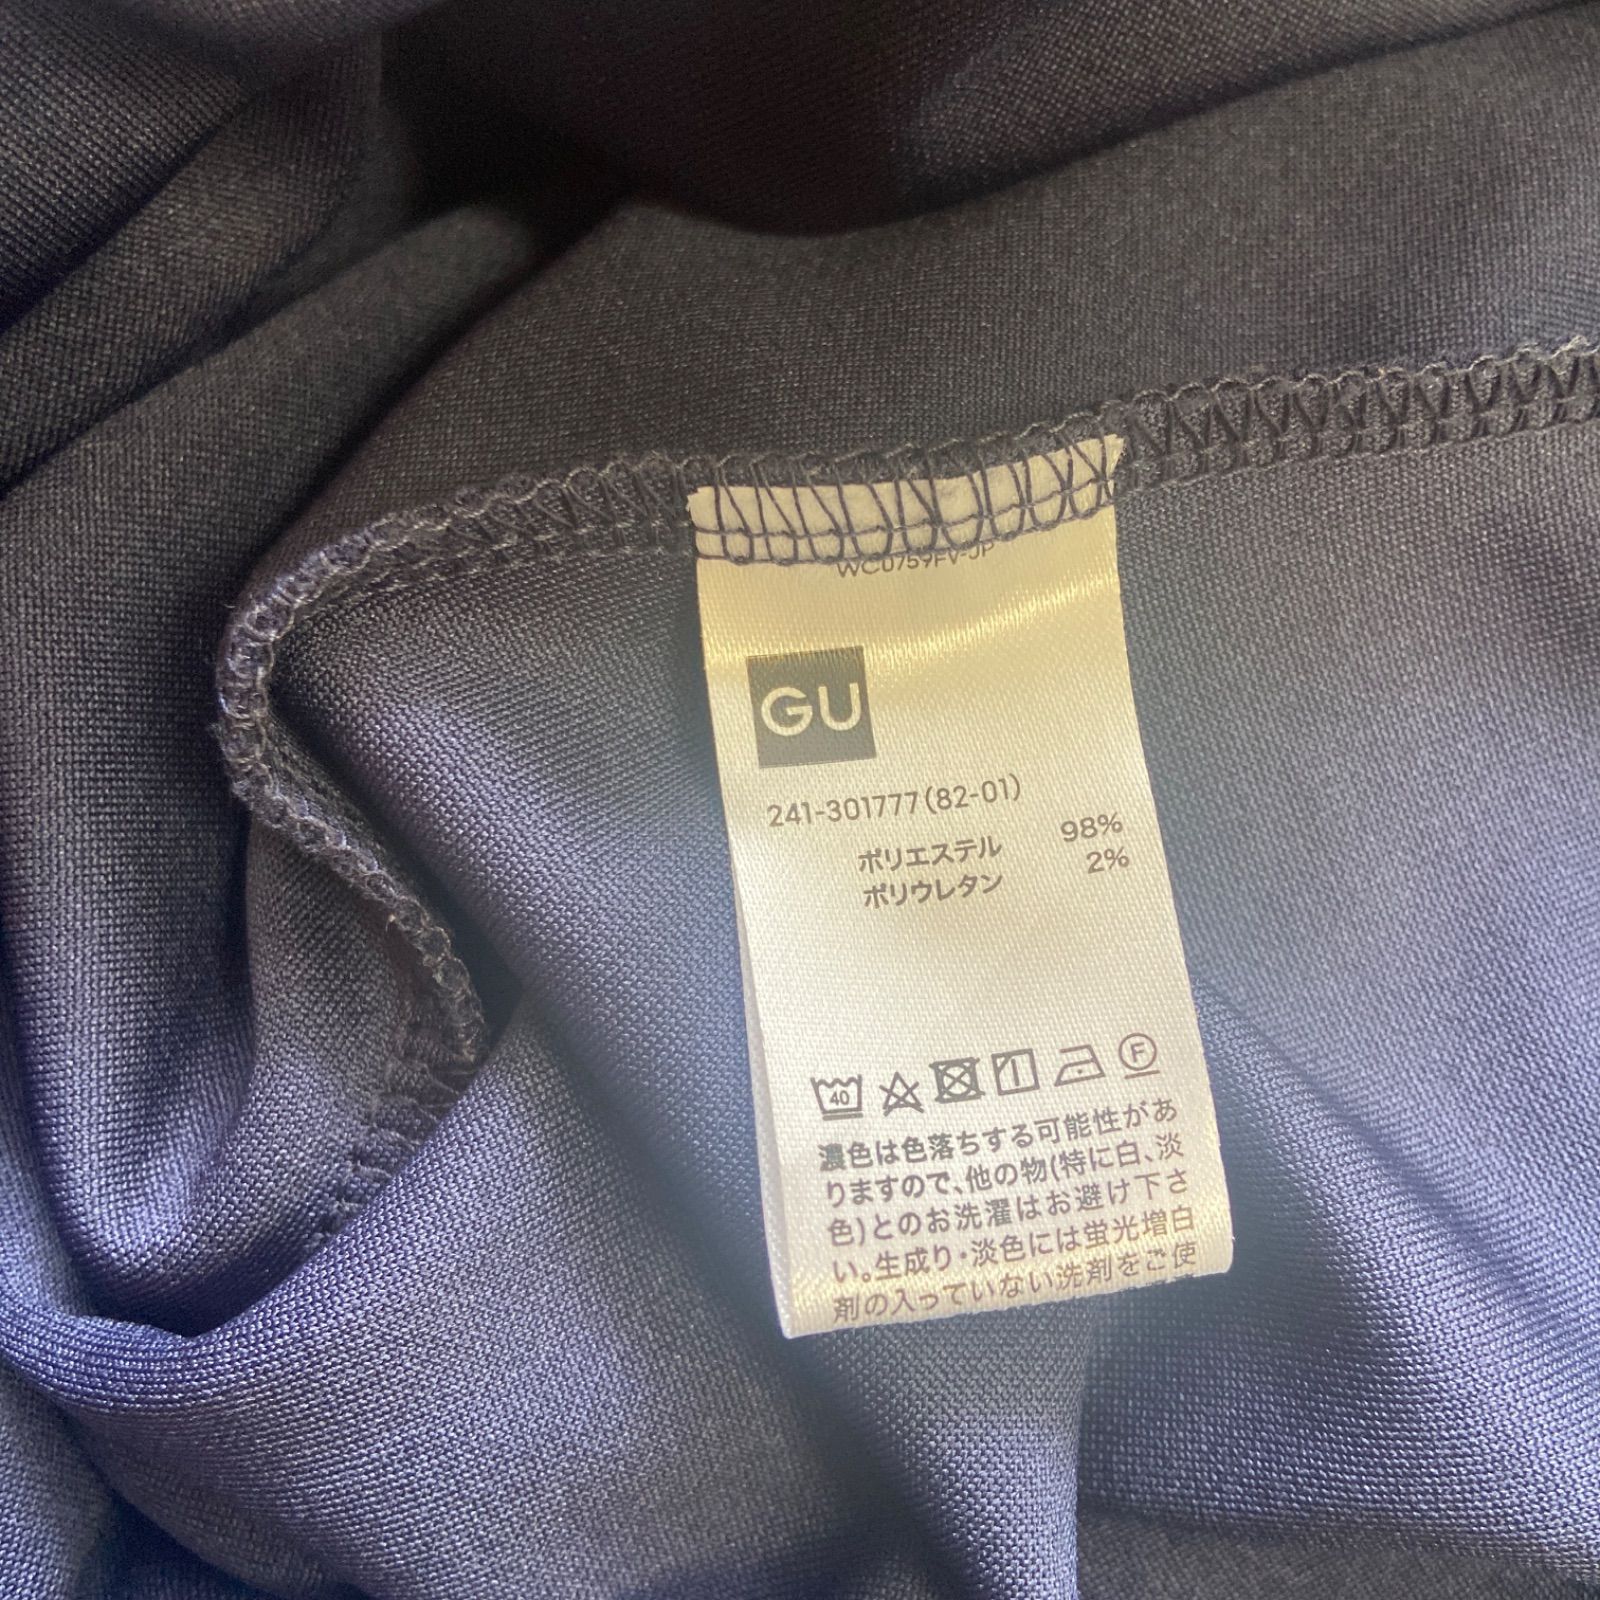 WC0759FV-JP
GU
241-301777(82-01)
ポリエステル 98%
ポリウレタン 2%
40 F
濃色は色落ちする可能性があ
りますので、他の物(特に白、淡
色)とのお洗濯はお避け下さ
い。生成り・淡色には蛍光増白
剤の入っていない洗剤をご使